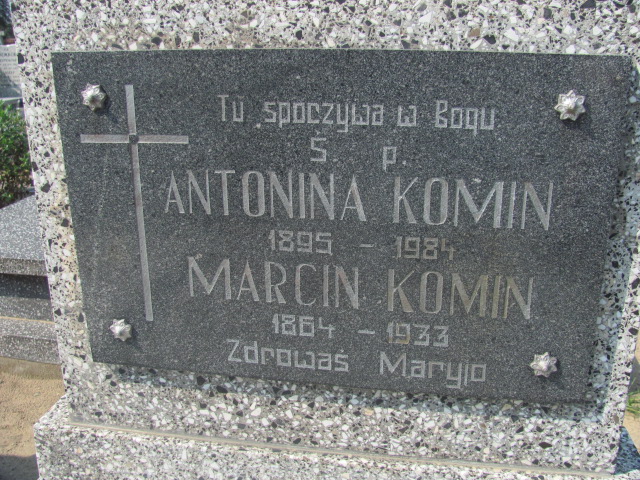 Tu spoczywa w Bogu
Ś. p.
ANTONINA KOMIN
1895 - 1984
MARCIN KOMIN
1864 - 1933
Zdrowaś Maryjo